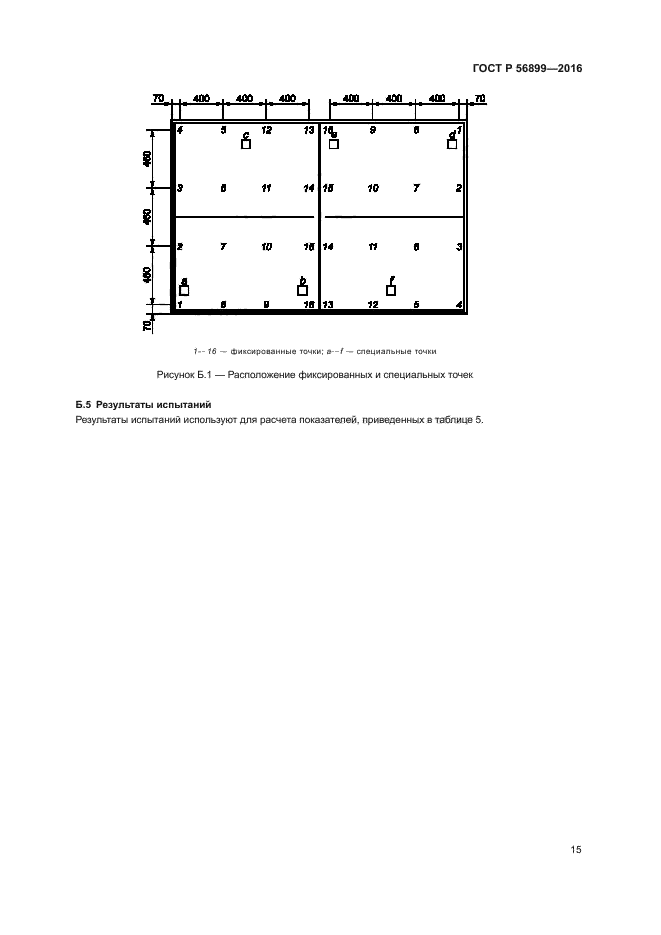 ГОСТ Р 56899—2016
70 400 400 400 400 400 400 70
4 5 12 13 16 9 8 1
c e d
460
3 6 11 14 15 10 7 2
460
2 7 10 15 14 11 6 3
460
a b f
1 8 9 16 13 12 5 4
70
1-- 16 — фиксированные точки; a--f — специальные точки
Рисунок Б.1 — Расположение фиксированных и специальных точек
Б.5 Результаты испытаний
Результаты испытаний используют для расчета показателей, приведенных в таблице 5.
15